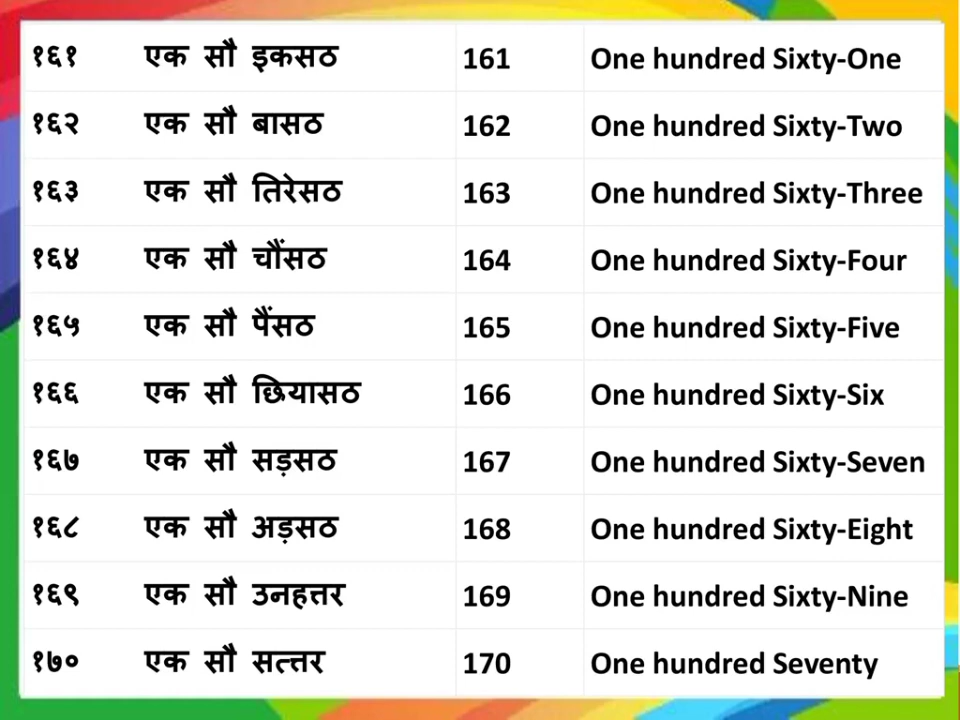 १६१ एक सौ इकसठ 161 One hundred Sixty-One
१६२ एक सौ बासठ 162 One hundred Sixty-Two
१६३ एक सौ तिरेसठ 163 One hundred Sixty-Three
१६४ एक सौ चौंसठ 164 One hundred Sixty-Four
१६५ एक सौ पैंसठ 165 One hundred Sixty-Five
१६६ एक सौ छियासठ 166 One hundred Sixty-Six
१६७ एक सौ सड़सठ 167 One hundred Sixty-Seven
१६८ एक सौ अड़सठ 168 One hundred Sixty-Eight
१६९ एक सौ उनहत्तर 169 One hundred Sixty-Nine
१७० एक सौ सत्तर 170 One hundred Seventy